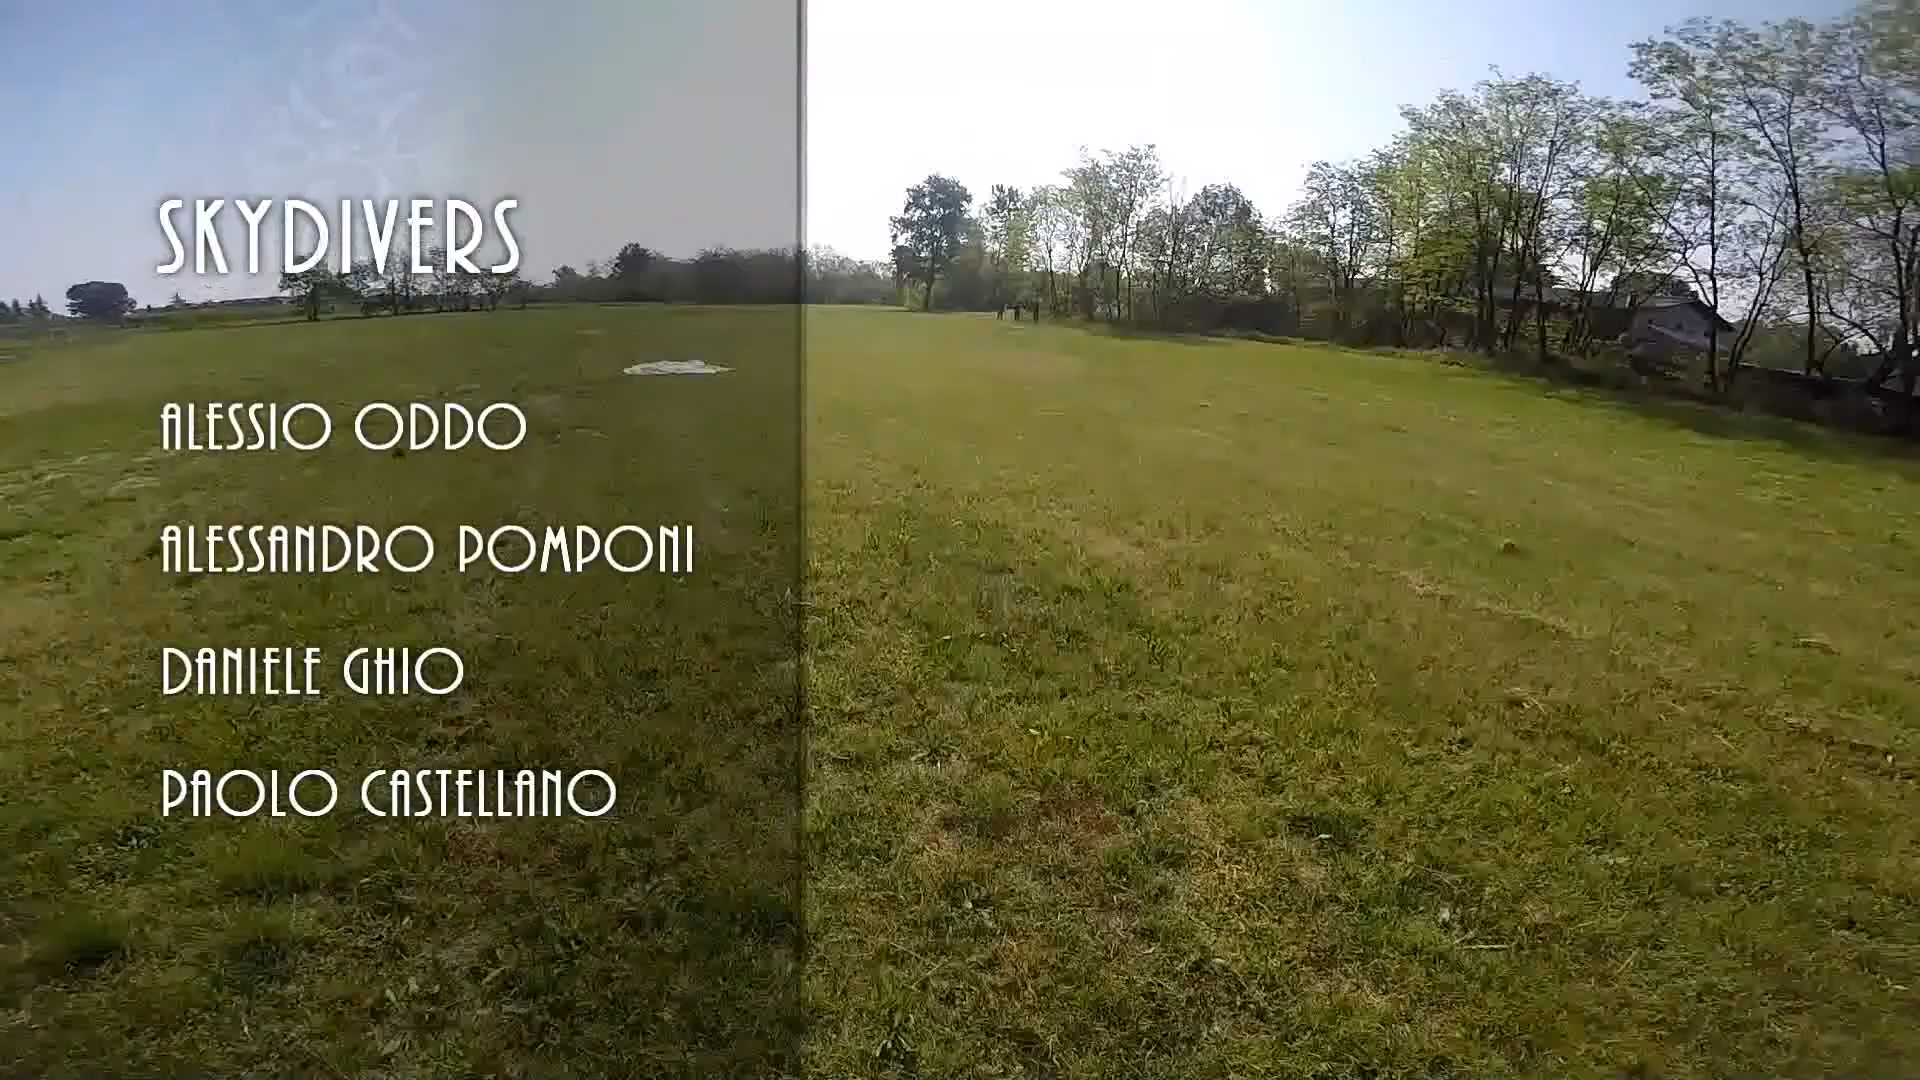 SKYDIVERS
ALESSIO ODDO
ALESSANDRO POMPONI
DANIELE GHIO
PAOLO CASTELLANO